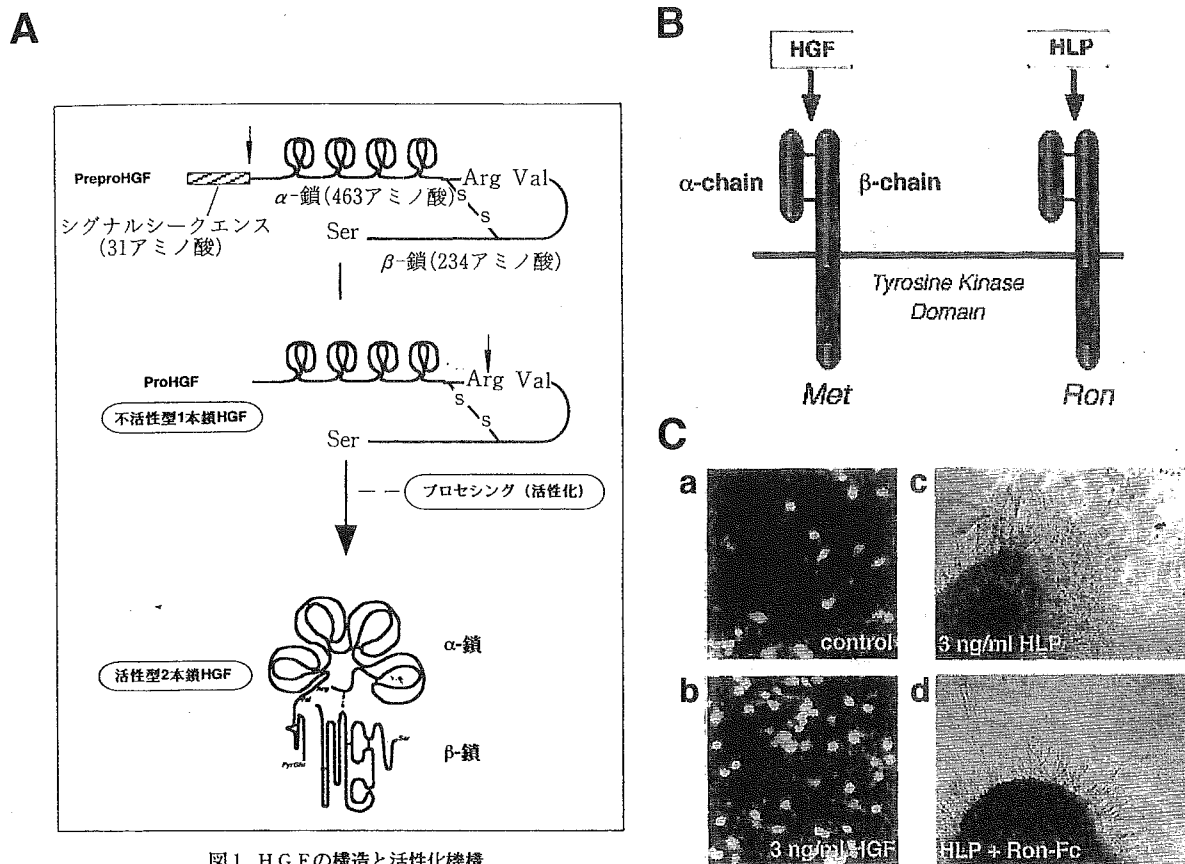 A
PreproHGF
シグナルシークエンス
(31アミノ酸)
α-鎖(463アミノ酸)
Arg Val
S
S
Ser
β-鎖(234アミノ酸)
ProHGF
不活性型1本鎖HGF
Arg Val
S
S
Ser
プロセシング (活性化)
活性型2本鎖HGF
α-鎖
β-鎖
Ser
図1 HGFの構造と活性化機構
B
HGF
HLP
α-chain
β-chain
Tyrosine Kinase
Domain
Met
Ron
C
a
control
b
3 ng/ml HGF
c
3 ng/ml HLP
d
HLP + Ron-Fc